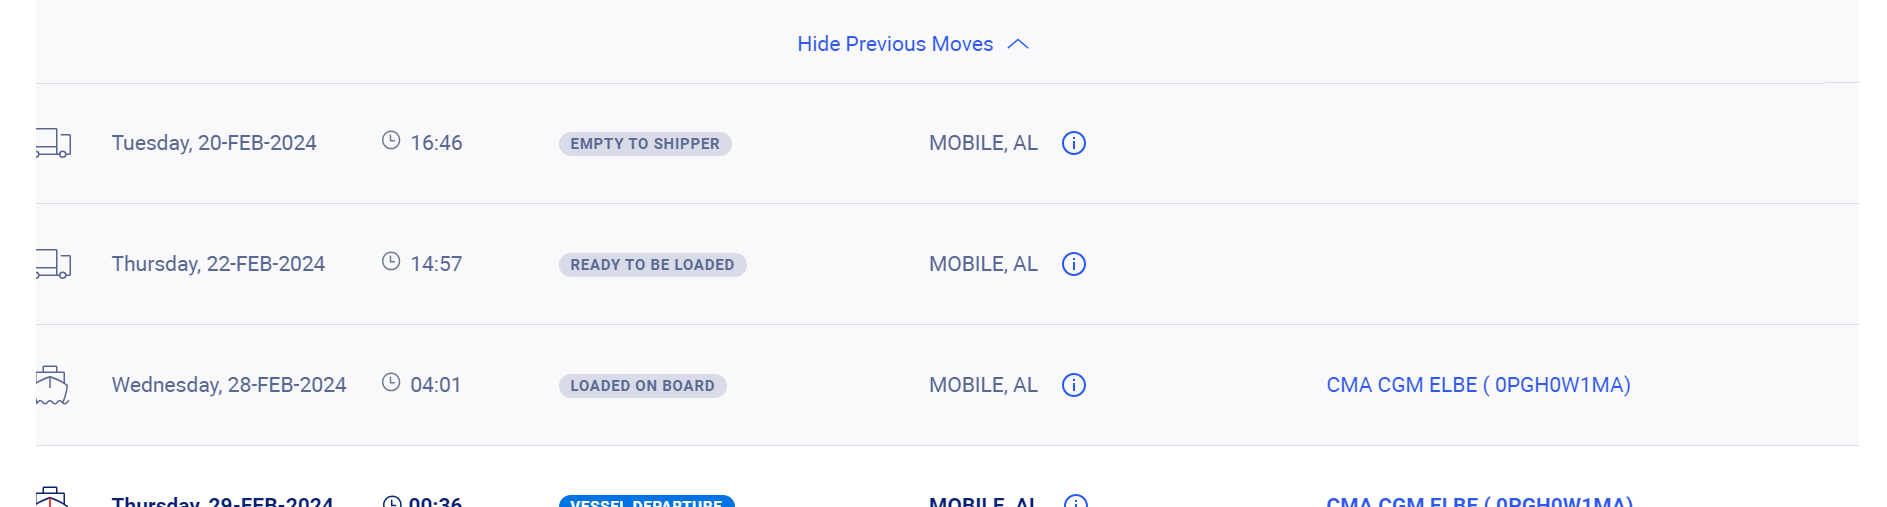 Hide Previous Moves
Tuesday, 20-FEB-2024 16:46 EMPTY TO SHIPPER MOBILE, AL
Thursday, 22-FEB-2024 14:57 READY TO BE LOADED MOBILE, AL
Wednesday, 28-FEB-2024 04:01 LOADED ON BOARD MOBILE, AL CMA CGM ELBE ( 0PGH0W1MA)
Thursday, 29-FEB-2024 00:36 VESSEL DEPARTURE MOBILE, AL CMA CGM ELBE ( 0PGH0W1MA)